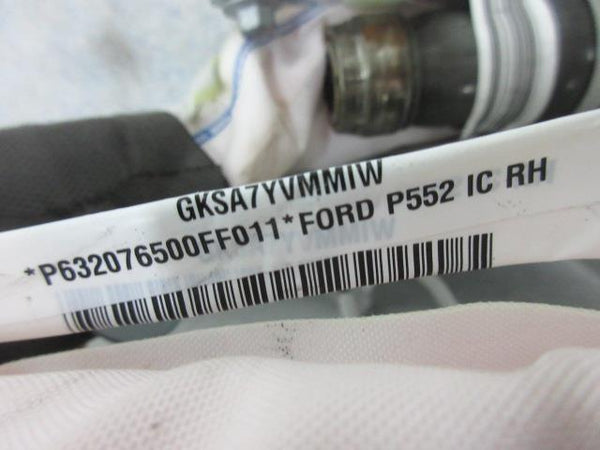 GKSA7YVMMIW
*P632076500FF011*FORD P552 IC RH